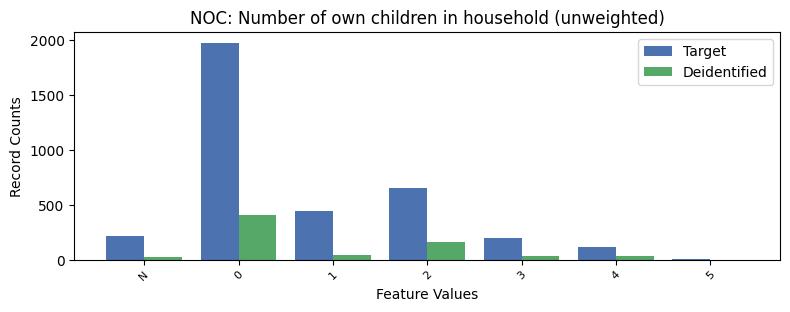 NOC: Number of own children in household (unweighted)
Target
Deidentified
2000
1500
1000
500
0
Record Counts
N 0 1 2 3 4 5
Feature Values